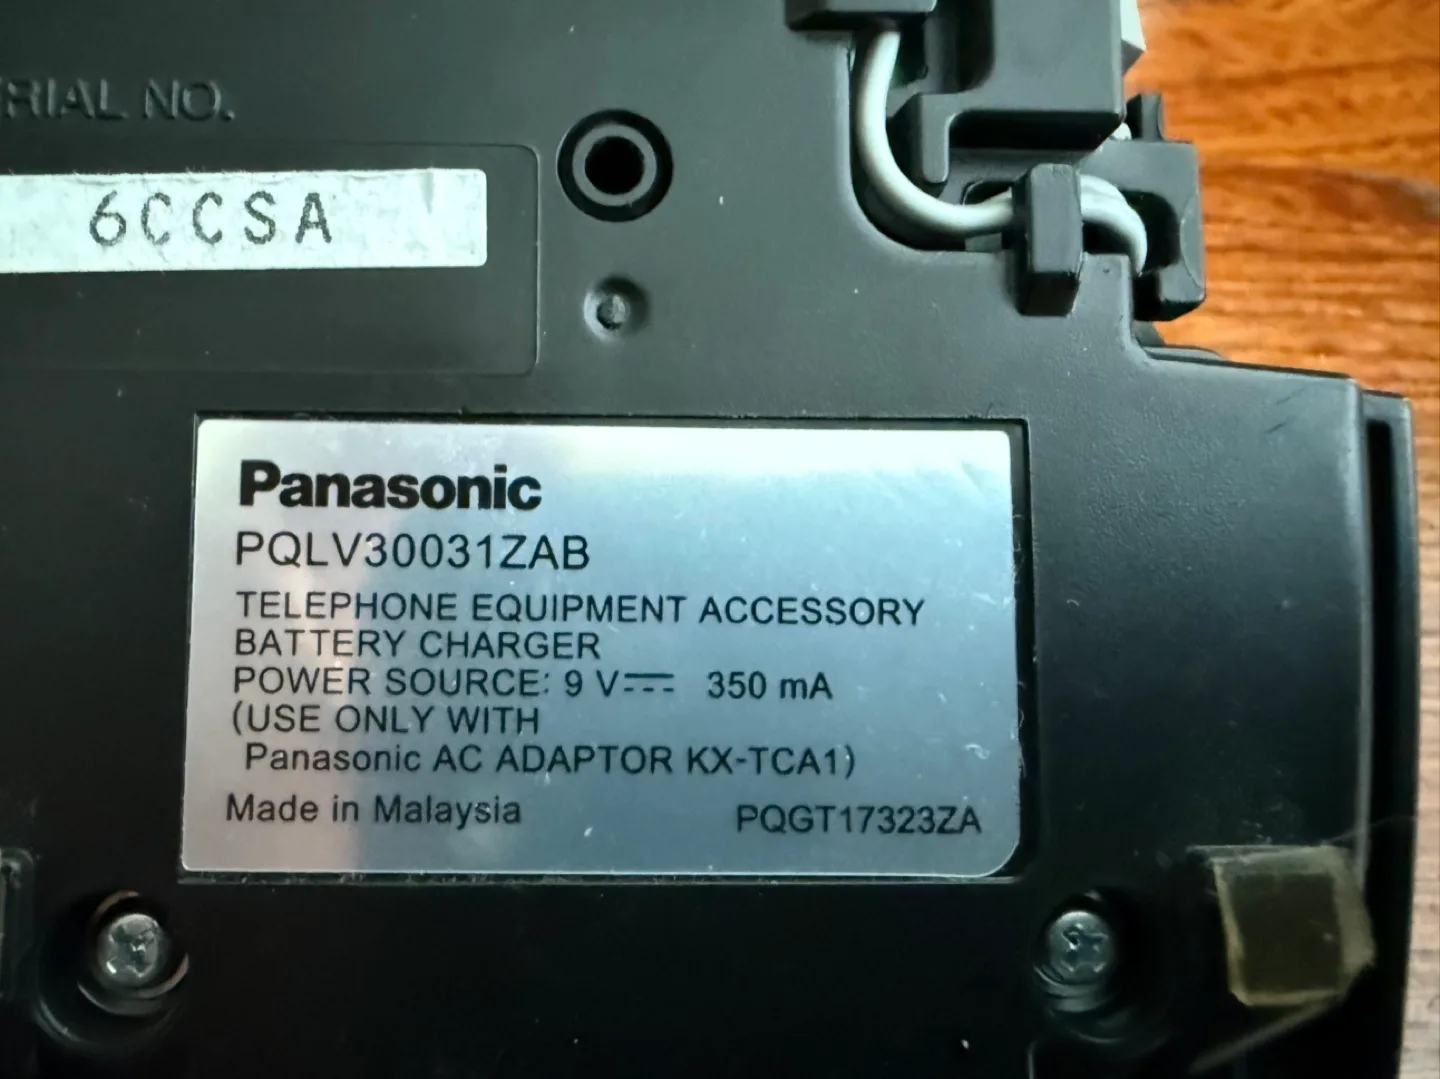 RIAL NO.
6CCSA
Panasonic
PQLV30031ZAB
TELEPHONE EQUIPMENT ACCESSORY
BATTERY CHARGER
POWER SOURCE: 9 V⎓ 350 mA
(USE ONLY WITH
Panasonic AC ADAPTOR KX-TCA1)
Made in Malaysia PQGT17323ZA